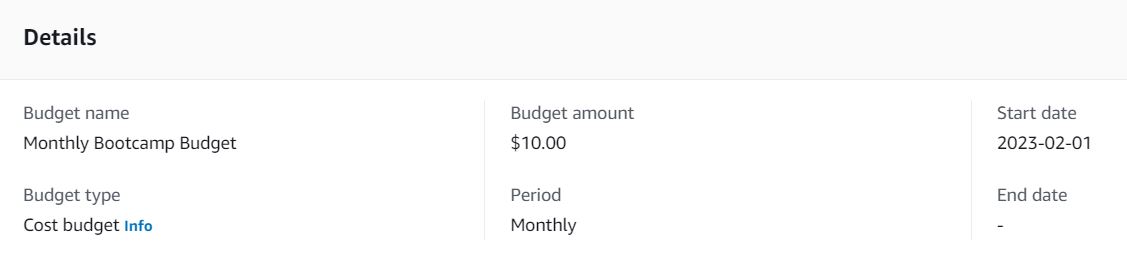 Details
Budget name
Monthly Bootcamp Budget
Budget type
Cost budget Info
Budget amount
$10.00
Period
Monthly
Start date
2023-02-01
End date
-